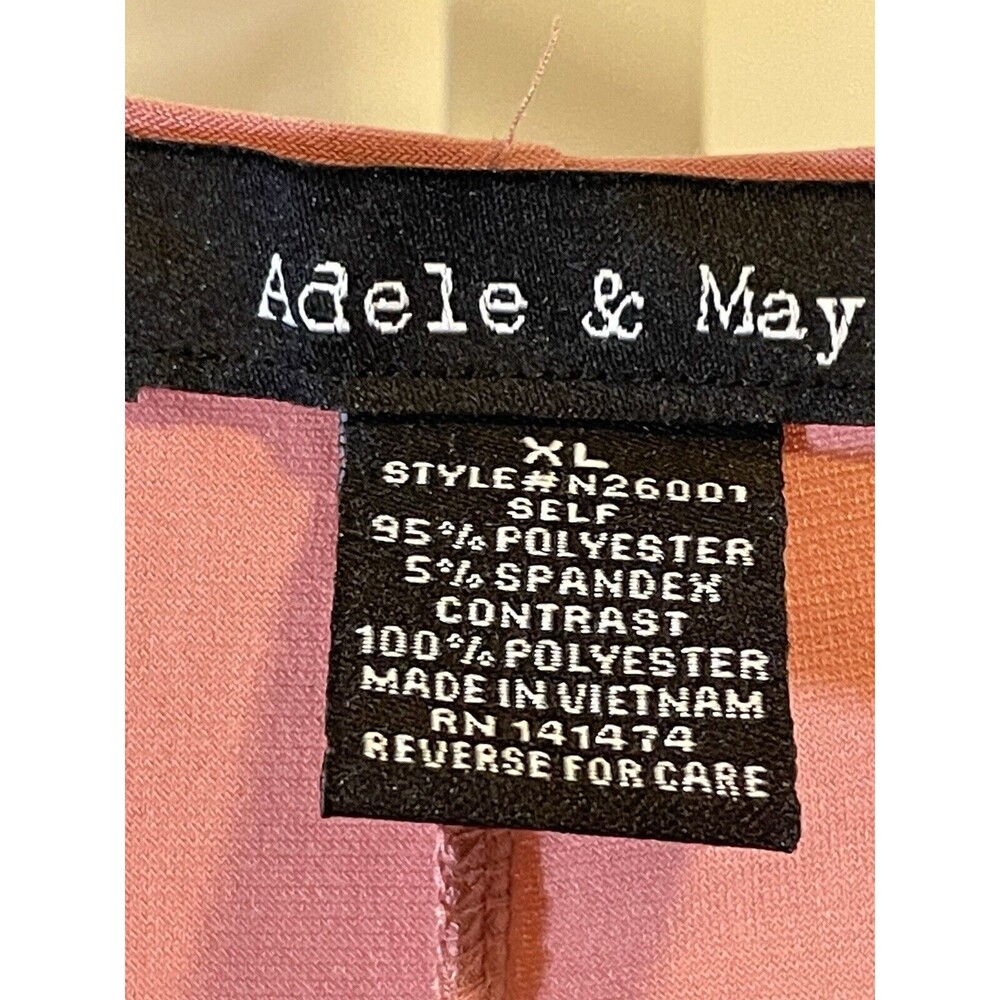 Adele & May
XL
STYLE#N26001
SELF
95% POLYESTER
5% SPANDEX
CONTRAST
100% POLYESTER
MADE IN VIETNAM
RN 141474
REVERSE FOR CARE